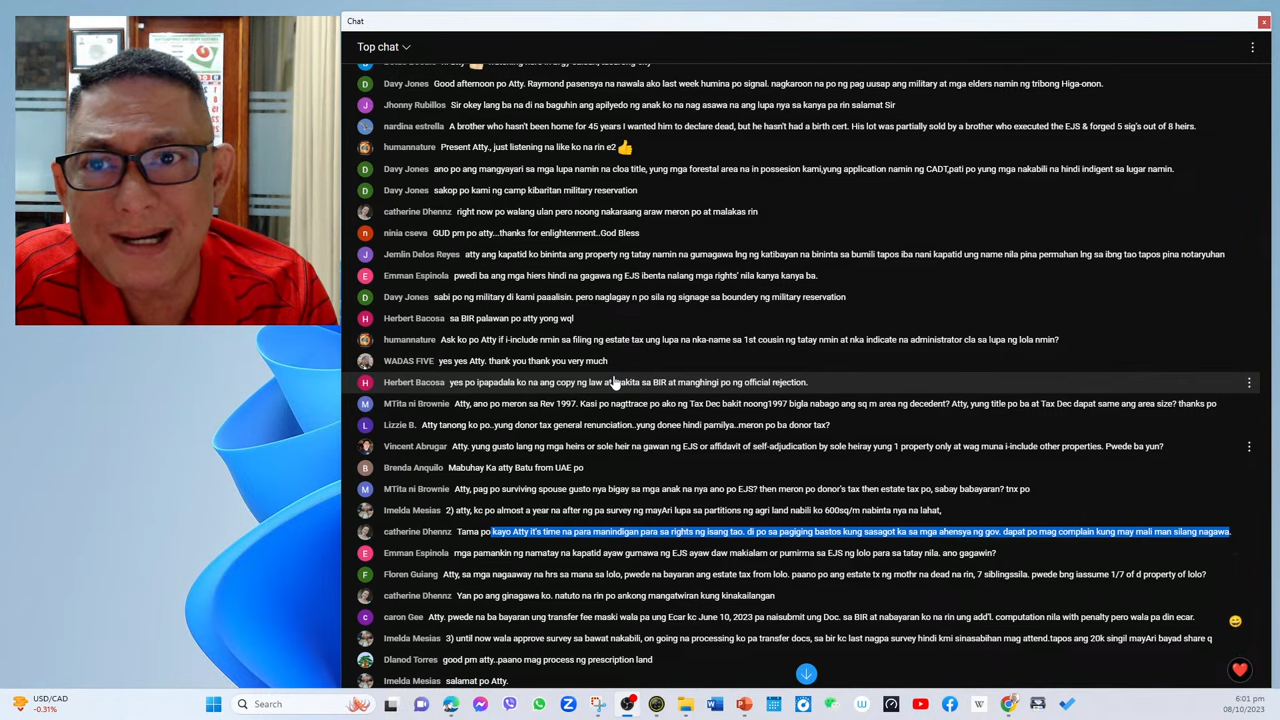 Chat
Top chat
Davy Jones Good afternoon po Atty. Raymond pasensya na nawala ako last week humina po signal. nagkaroon na po ng pag uusap ang military at mga elders namin ng tribong Higa-onon.
Jhonny Rubillos Sir okey lang ba na di na baguhin ang apilyedo ng anak ko na nag asawa na ang lupa nya sa kanya pa rin salamat Sir
nardina estrella A brother who hasn't been home for 45 years I wanted him to declare dead, but he hasn't had a birth cert. His lot was partially sold by a brother who executed the EJS & forged 5 sig's out of 8 heirs.
humannature Present Atty., just listening na like ko na rin e2
Davy Jones ano po ang mangyayari sa mga lupa namin na cloa title, yung mga forestal area na in possesion kami,yung application namin ng CADT,pati po yung mga nakabili na hindi indigent sa lugar namin.
Davy Jones sakop po kami ng camp kibaritan military reservation
catherine Dhennz right now po walang ulan pero noong nakaraang araw meron po at malakas rin
ninia cseva GUD pm po atty...thanks for enlightenment..God Bless
Jemlin Delos Reyes atty ang kapatid ko bininta ang property ng tatay namin na gumagawa lng ng katibayan na bininta sa bumili tapos iba nani kapatid ung name nila pina permahan lng sa ibng tao tapos pina notaryuhan
Emman Espinola pwedi ba ang mga hiers hindi na gagawa ng EJS ibenta nalang mga rights' nila kanya kanya ba.
Davy Jones sabi po ng military di kami paaalisin. pero naglagay n po sila ng signage sa boundery ng military reservation
Herbert Bacosa sa BIR palawan po atty yong wql
humannature Ask ko po Atty if i-include nmin sa filing ng estate tax ung lupa na nka-name sa 1st cousin ng tatay nmin at nka indicate na administrator cla sa lupa ng lola nmin?
WADAS FIVE yes yes Atty. thank you thank you very much
Herbert Bacosa yes po ipapadala ko na ang copy ng law at makita sa BIR at manghingi po ng official rejection.
MTita ni Brownie Atty, ano po meron sa Rev 1997. Kasi po nagttrace po ako ng Tax Dec bakit noong1997 bigla nabago ang sq m area ng decedent? Atty, yung title po ba at Tax Dec dapat same ang area size? thanks po
Lizzie B. Atty tanong ko po..yung donor tax general renunciation..yung donee hindi pamilya..meron po ba donor tax?
Vincent Abrugar Atty. yung gusto lang ng mga heirs or sole heir na gawan ng EJS or affidavit of self-adjudication by sole heiray yung 1 property only at wag muna i-include other properties. Pwede ba yun?
Brenda Anquilo Mabuhay Ka atty Batu from UAE po
MTita ni Brownie Atty, pag po surviving spouse gusto nya bigay sa mga anak na nya ano po EJS? then meron po donor's tax then estate tax po, sabay babayaran? tnx po
Imelda Mesias 2) atty, kc po almost a year na after ng pa survey ng mayAri lupa sa partitions ng agri land nabili ko 600sq/m nabinta nya na lahat,
catherine Dhennz Tama po kayo Atty it's time na para manindigan para sa rights ng isang tao. di po sa pagiging bastos kung sasagot ka sa mga ahensya ng gov. dapat po mag complain kung may mali man silang nagawa.
Emman Espinola mga pamankin ng namatay na kapatid ayaw gumawa ng EJS ayaw daw makialam or pumirma sa EJS ng lolo para sa tatay nila. ano gagawin?
Floren Guiang Atty, sa mga nagaaway na hrs sa mana sa lolo, pwede na bayaran ang estate tax from lolo. paano po ang estate tx ng mothr na dead na rin, 7 siblingssila. pwede bng iassume 1/7 of d property of lolo?
catherine Dhennz Yan po ang ginagawa ko. natuto na rin po ankong mangatwiran kung kinakailangan
caron Gee Atty. pwede na ba bayaran ung transfer fee maski wala pa ung Ecar kc June 10, 2023 pa naisubmit ung Doc. sa BIR at nabayaran ko na rin ung add'l. computation nila with penalty pero wala pa din ecar.
Imelda Mesias 3) until now wala approve survey sa bawat nakabili, on going na processing ko pa transfer docs, sa bir kc last nagpa survey hindi kmi sinasabihan mag attend.tapos ang 20k singil mayAri bayad share q
Dlanod Torres good pm atty..paano mag process ng prescription land
Imelda Mesias salamat po Atty.
USD/CAD
-0.31%
Search
6:01 pm
08/10/2023